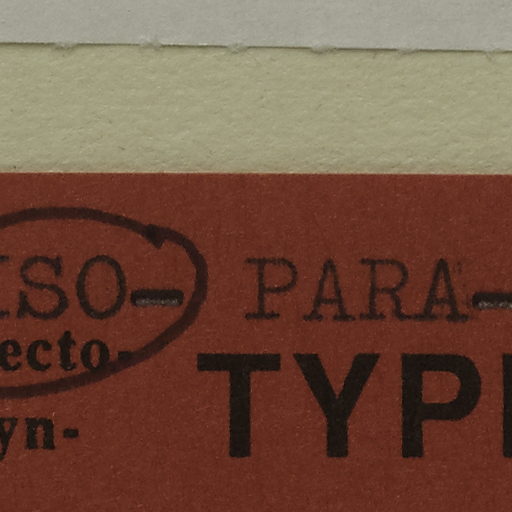 ISO- PARA-
ecto-
TYP
yn-